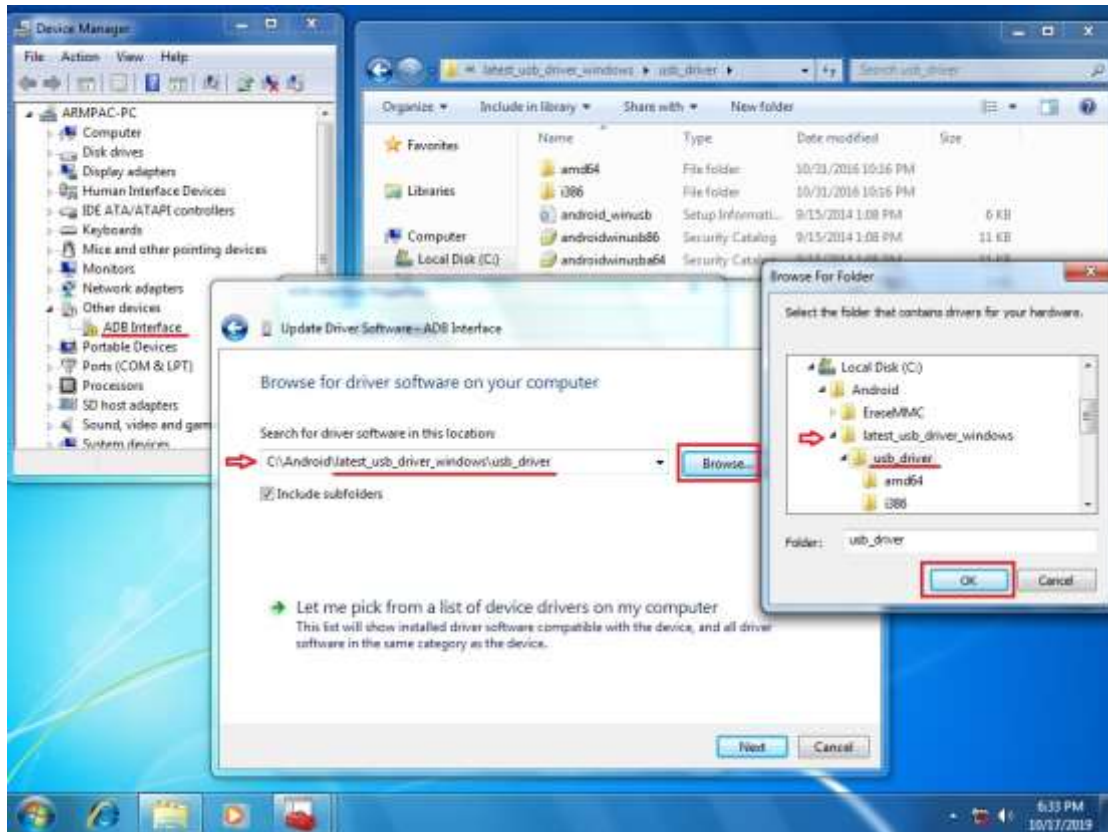 Device Manager
File Action View Help
ARMPAC-PC
Computer
Disk drives
Display adapters
Human Interface Devices
IDE ATA/ATAPI controllers
Keyboards
Mice and other pointing devices
Monitors
Network adapters
Other devices
ADB Interface
Portable Devices
Ports (COM & LPT)
Processors
SD host adapters
Sound, video and gam
System devices
latest_usb_driver_windows usb_driver
Search usb_driver
Organize Include in library Share with New folder
Favorites
Libraries
Computer
Local Disk (C:)
Name Type Date modified Size
amd64 File folder 10/31/2016 10:16 PM
i386 File folder 10/31/2016 10:16 PM
android_winusb Setup Informati... 9/15/2014 1:08 PM 6 KB
androidwinusb86 Security Catalog 9/15/2014 1:08 PM 11 KB
androidwinusba64 Security Catalog
Update Driver Software - ADB Interface
Browse for driver software on your computer
Search for driver software in this location:
C:\Android\latest_usb_driver_windows\usb_driver
Browse...
Include subfolders
Let me pick from a list of device drivers on my computer
This list will show installed driver software compatible with the device, and all driver
software in the same category as the device.
Next Cancel
Browse For Folder
Select the folder that contains drivers for your hardware.
Local Disk (C:)
Android
EraseMMC
latest_usb_driver_windows
usb_driver
amd64
i386
Folder: usb_driver
OK Cancel
6:33 PM
10/17/2019